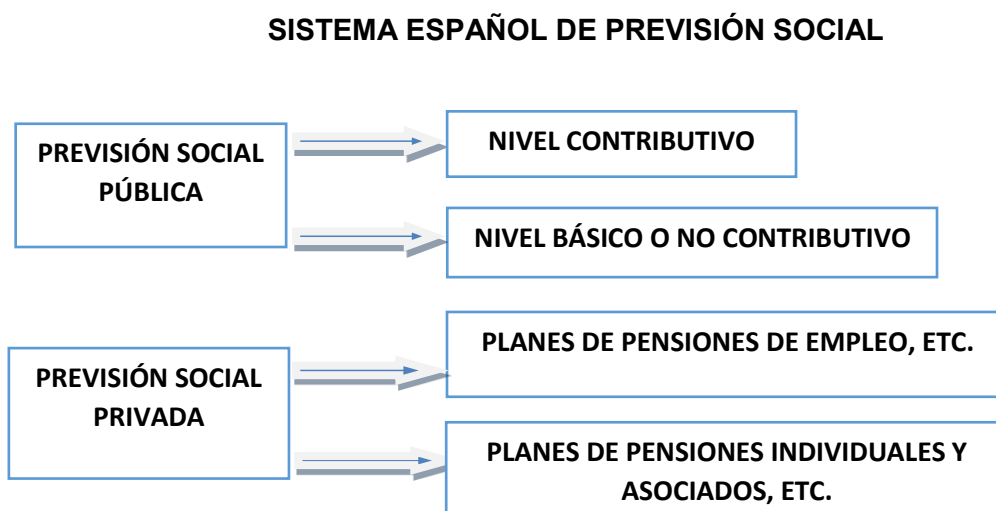 SISTEMA ESPAÑOL DE PREVISIÓN SOCIAL
PREVISIÓN SOCIAL
PÚBLICA
NIVEL CONTRIBUTIVO
NIVEL BÁSICO O NO CONTRIBUTIVO
PREVISIÓN SOCIAL
PRIVADA
PLANES DE PENSIONES DE EMPLEO, ETC.
PLANES DE PENSIONES INDIVIDUALES Y
ASOCIADOS, ETC.